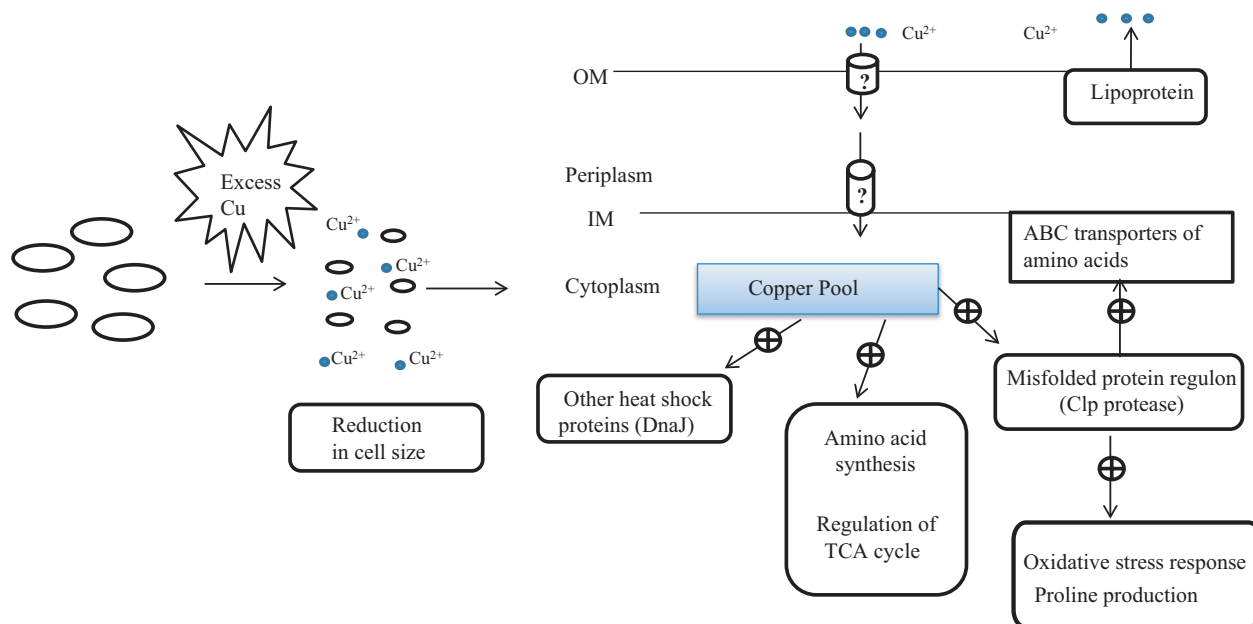 Cu²⁺
Cu²⁺
OM
?
Lipoprotein
Excess
Cu
Periplasm
?
IM
Cu²⁺
ABC transporters of
amino acids
Cu²⁺
Cu²⁺
Cytoplasm
Copper Pool
Cu²⁺
Cu²⁺
Misfolded protein regulon
(Clp protease)
Other heat shock
proteins (DnaJ)
Reduction
in cell size
Amino acid
synthesis
Regulation of
TCA cycle
Oxidative stress response
Proline production